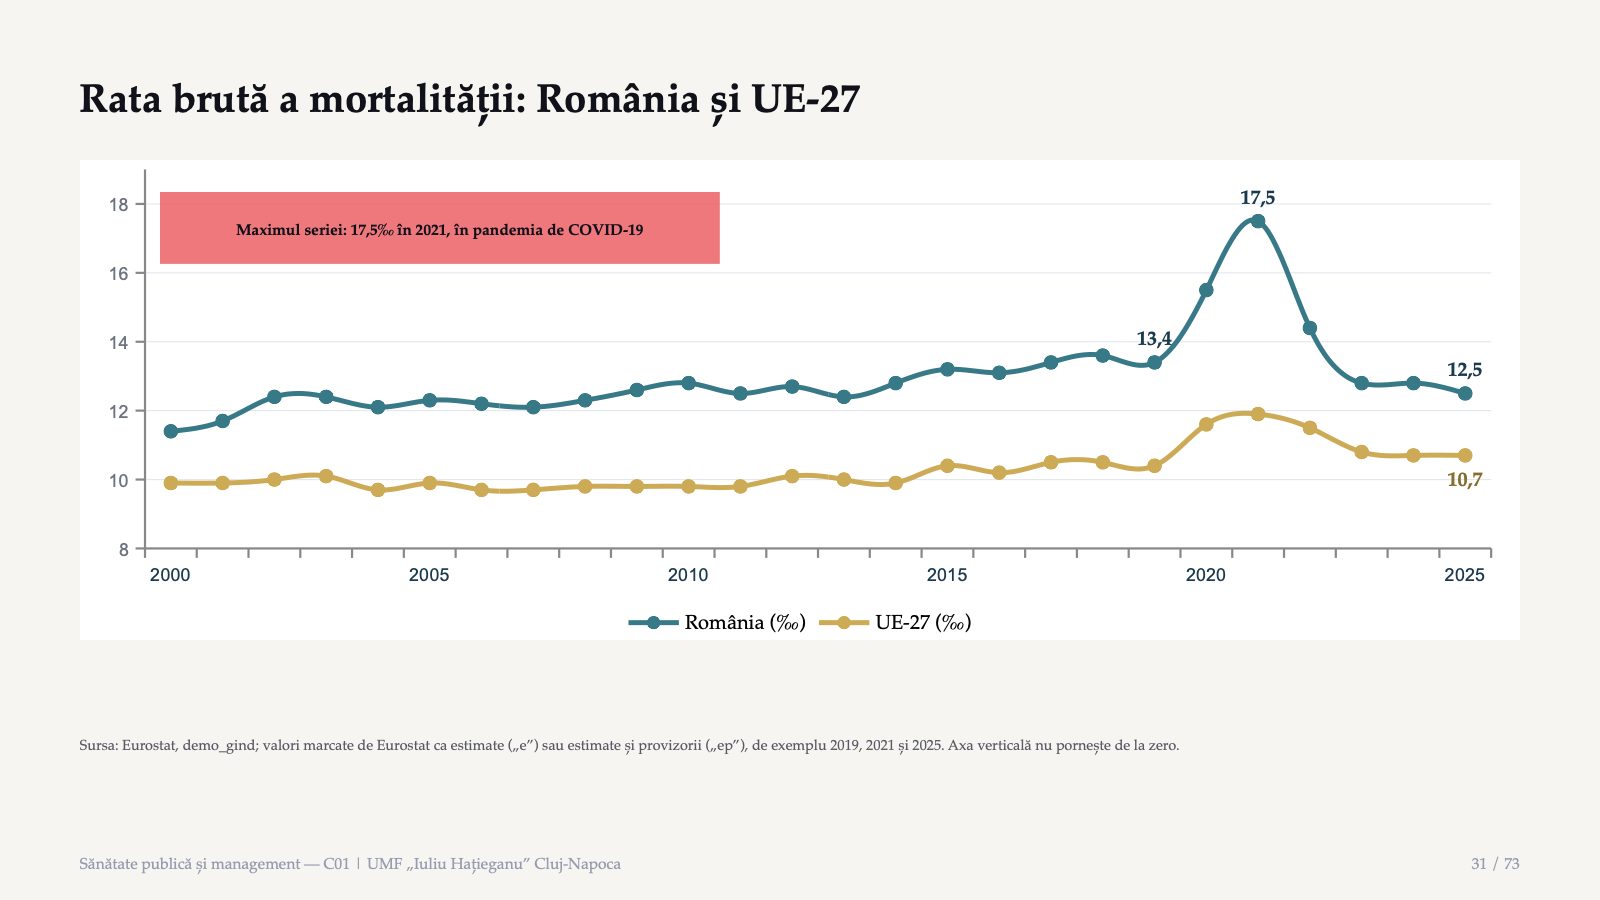 Rata brută a mortalității: România și UE-27
Maximul seriei: 17,5‰ în 2021, în pandemia de COVID-19
18
16
14
12
10
8
17,5
13,4
12,5
10,7
2000
2005
2010
2015
2020
2025
România (‰)
UE-27 (‰)
Sursa: Eurostat, demo_gind; valori marcate de Eurostat ca estimate („e”) sau estimate și provizorii („ep”), de exemplu 2019, 2021 și 2025. Axa verticală nu pornește de la zero.
Sănătate publică și management — C01 | UMF „Iuliu Hațieganu” Cluj-Napoca
31 / 73